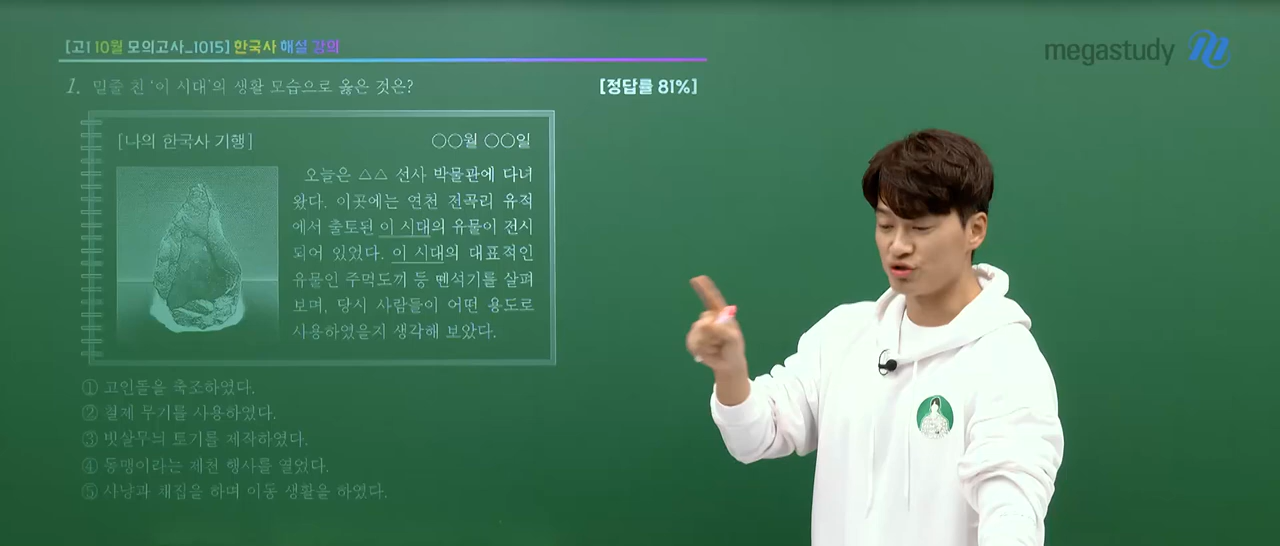 [고1 10월 모의고사_1015] 한국사 해설 강의
megastudy
1. 밑줄 친 '이 시대'의 생활 모습으로 옳은 것은?
[정답률 81%]
[나의 한국사 기행]
○○월 ○○일
오늘은 △△ 선사 박물관에 다녀
왔다. 이곳에는 연천 전곡리 유적
에서 출토된 이 시대의 유물이 전시
되어 있었다. 이 시대의 대표적인
유물인 주먹도끼 등 뗀석기를 살펴
보며, 당시 사람들이 어떤 용도로
사용하였을지 생각해 보았다.
① 고인돌을 축조하였다.
② 철제 무기를 사용하였다.
③ 빗살무늬 토기를 제작하였다.
④ 동맹이라는 제천 행사를 열었다.
⑤ 사냥과 채집을 하며 이동 생활을 하였다.